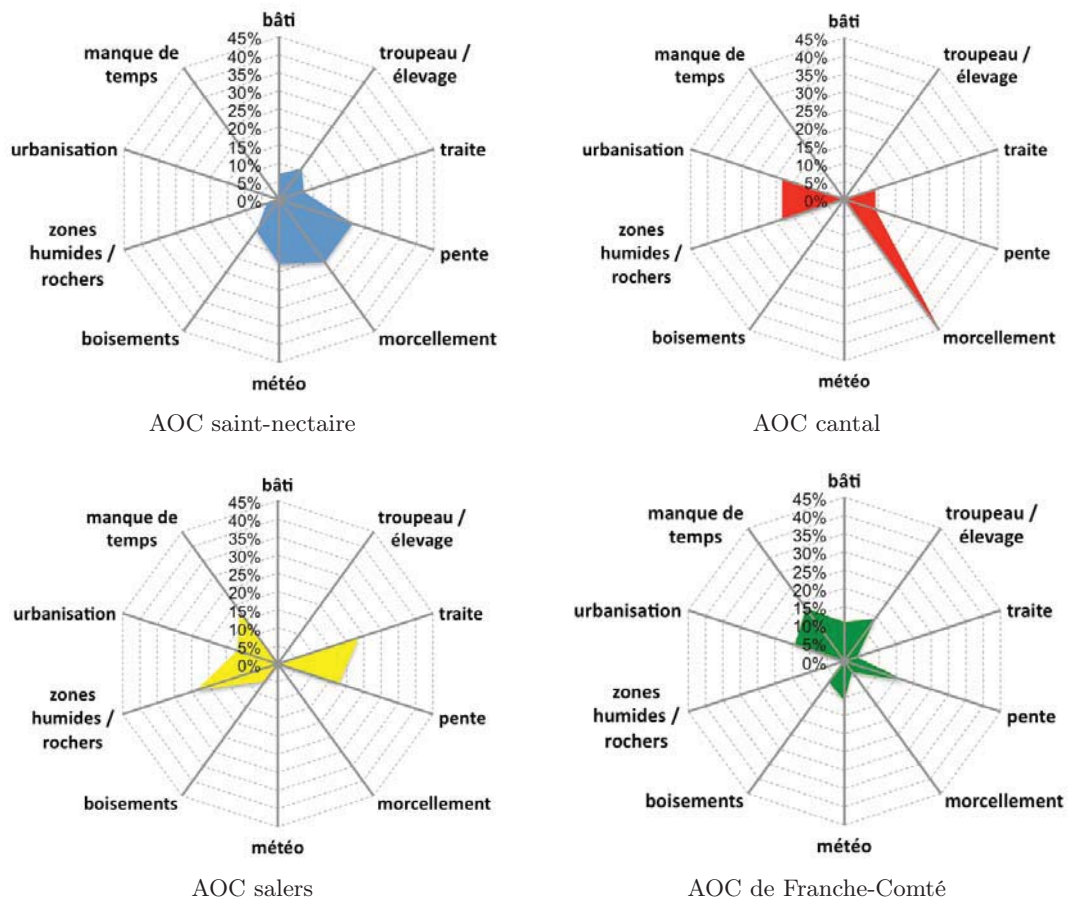 bâti
45%
40%
35%
30%
25%
20%
15%
10%
5%
0%
manque de
temps
troupeau /
élevage
urbanisation
traite
zones
humides /
rochers
pente
boisements
morcellement
météo
AOC saint-nectaire
bâti
45%
40%
35%
30%
25%
20%
15%
10%
5%
0%
manque de
temps
troupeau /
élevage
urbanisation
traite
zones
humides /
rochers
pente
boisements
morcellement
météo
AOC cantal
bâti
45%
40%
35%
30%
25%
20%
15%
10%
5%
0%
manque de
temps
troupeau /
élevage
urbanisation
traite
zones
humides /
rochers
pente
boisements
morcellement
météo
AOC salers
bâti
45%
40%
35%
30%
25%
20%
15%
10%
5%
0%
manque de
temps
troupeau /
élevage
urbanisation
traite
zones
humides /
rochers
pente
boisements
morcellement
météo
AOC de Franche-Comté